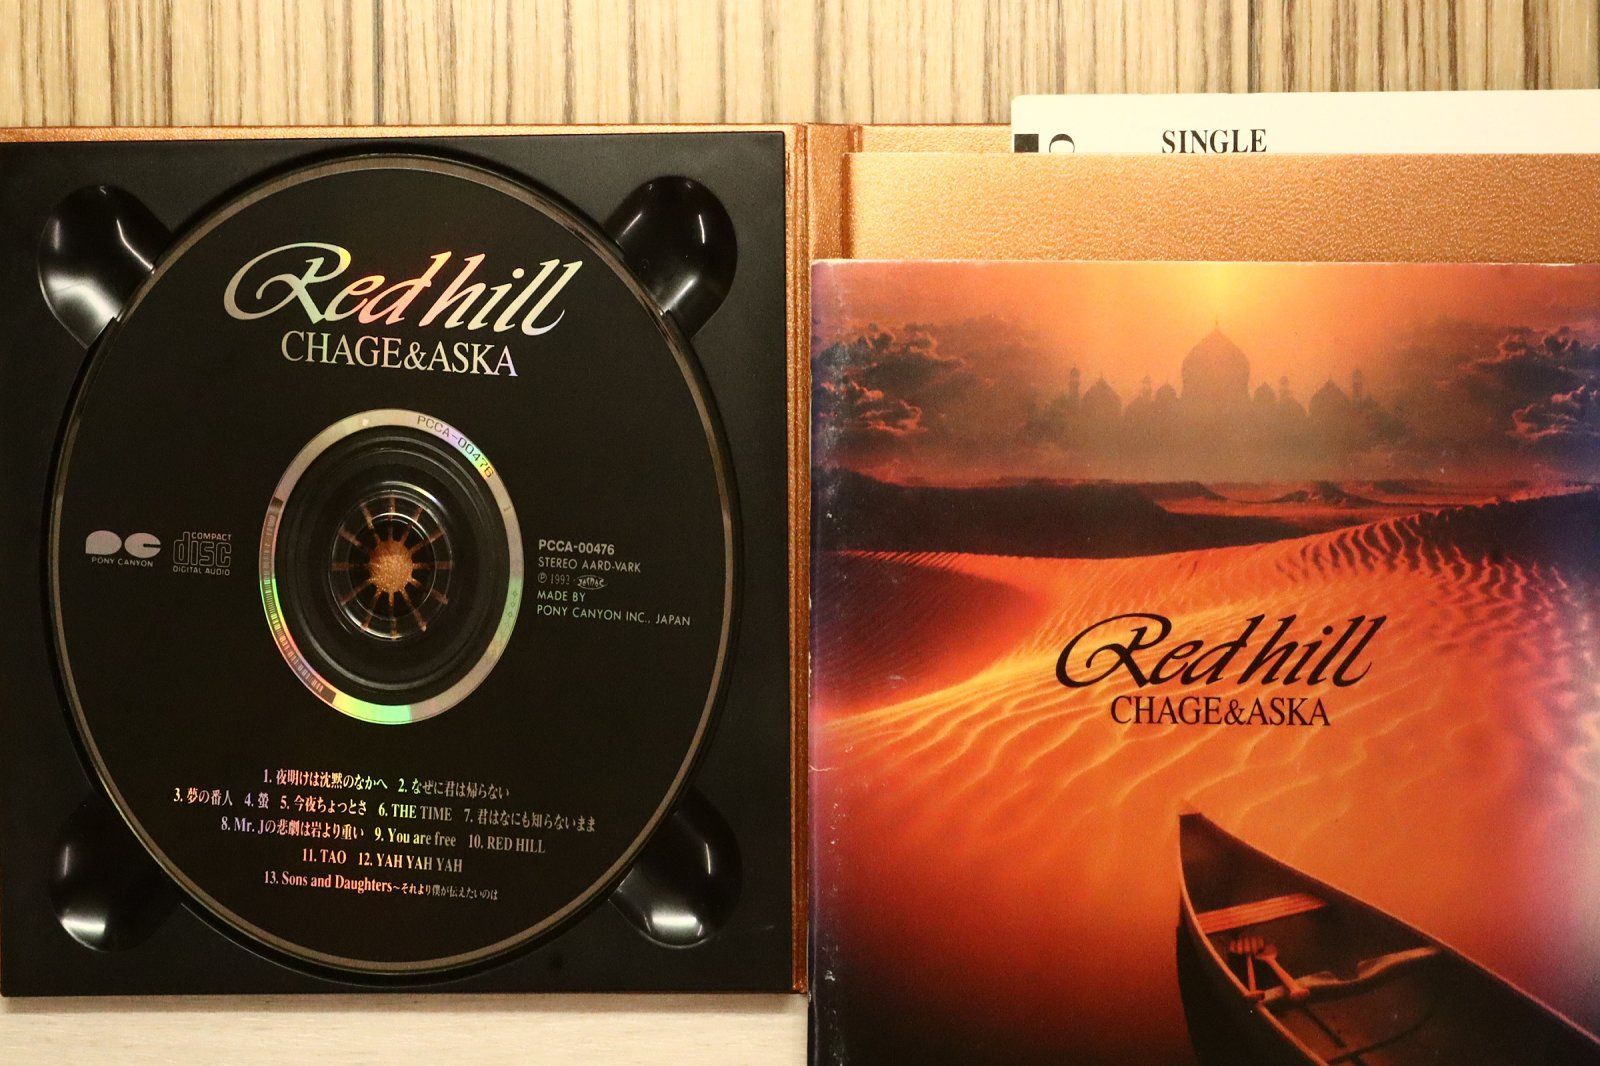 SINGLE
Red hill
CHAGE&ASKA
PCCA-00476
PONY CANYON
COMPACT
disc
DIGITAL AUDIO
PCCA-00476
STEREO AARD-VARK
℗ 1993
MADE BY
PONY CANYON INC., JAPAN
1. 夜明けは沈黙のなかへ 2. なぜに君は帰らない
3. 夢の番人 4. 螢 5. 今夜ちょっとさ 6. THE TIME 7. 君はなにも知らないまま
8. Mr. Jの悲劇は岩より重い 9. You are free 10. RED HILL
11. TAO 12. YAH YAH YAH
13. Sons and Daughters〜それより僕が伝えたいのは
Red hill
CHAGE&ASKA